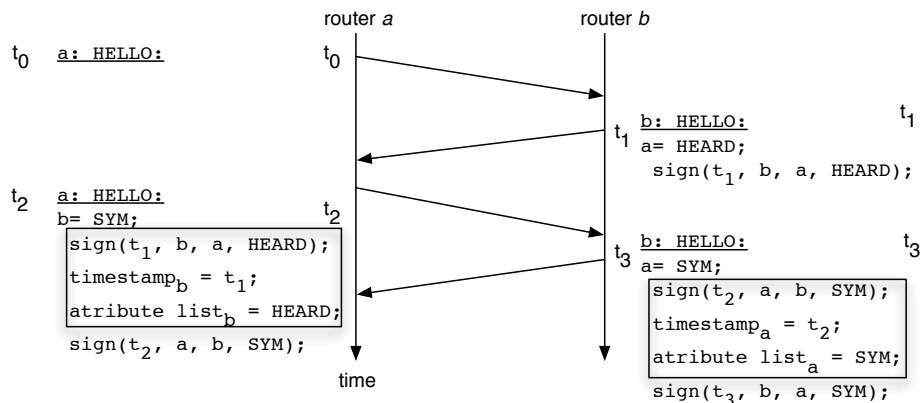 router a
router b
t0
a: HELLO:
t0
t1
b: HELLO:
a= HEARD;
sign(t1, b, a, HEARD);
t1
t2
a: HELLO:
b= SYM;
sign(t1, b, a, HEARD);
timestampb = t1;
atribute listb = HEARD;
sign(t2, a, b, SYM);
t2
t3
b: HELLO:
a= SYM;
sign(t2, a, b, SYM);
timestampa = t2;
atribute lista = SYM;
sign(t3, b, a, SYM);
t3
time